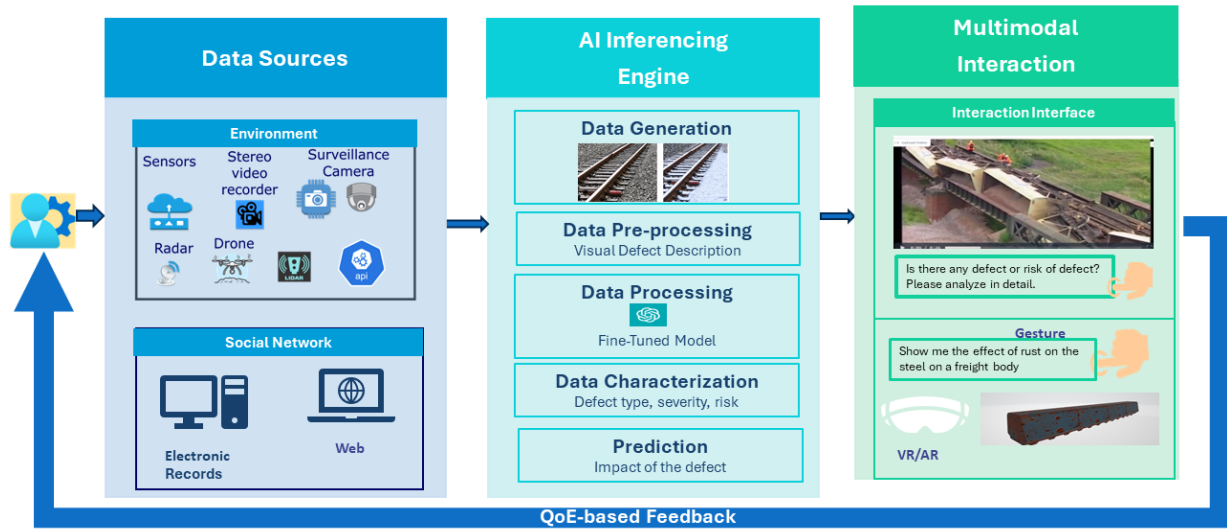 Data Sources
Environment
Sensors
Stereo
video
recorder
Surveillance
Camera
Radar
Drone
LIDAR
api
Social Network
Electronic
Records
Web
AI Inferencing
Engine
Data Generation
Data Pre-processing
Visual Defect Description
Data Processing
Fine-Tuned Model
Data Characterization
Defect type, severity, risk
Prediction
Impact of the defect
Multimodal
Interaction
Interaction Interface
Is there any defect or risk of defect?
Please analyze in detail.
Gesture
Show me the effect of rust on the
steel on a freight body
VR/AR
QoE-based Feedback